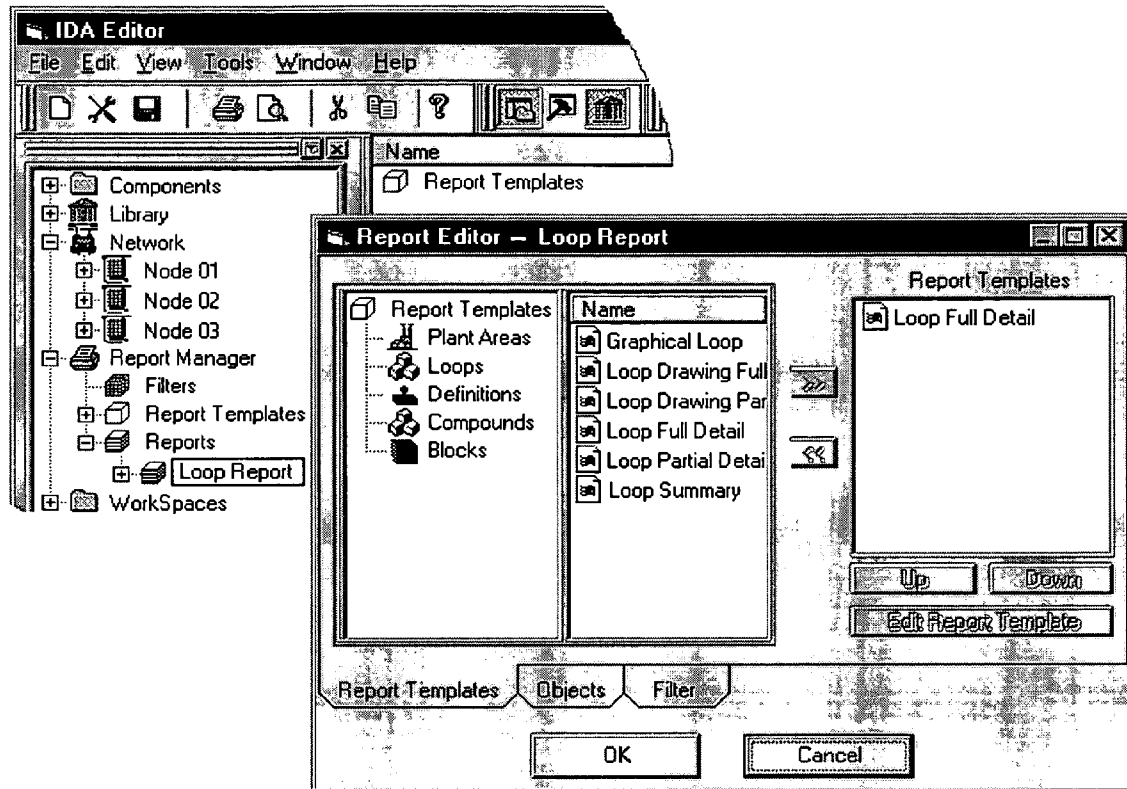 IDA Editor
File Edit View Tools Window Help
Name
Report Templates
Components
Library
Network
Node 01
Node 02
Node 03
Report Manager
Filters
Report Templates
Reports
Loop Report
WorkSpaces
Report Editor – Loop Report
Report Templates
Plant Areas
Loops
Definitions
Compounds
Blocks
Name
Graphical Loop
Loop Drawing Full
Loop Drawing Par
Loop Full Detail
Loop Partial Detai
Loop Summary
>>
<<
Report Templates
Loop Full Detail
Up Down
Edit Report Template
Report Templates Objects Filter
OK Cancel